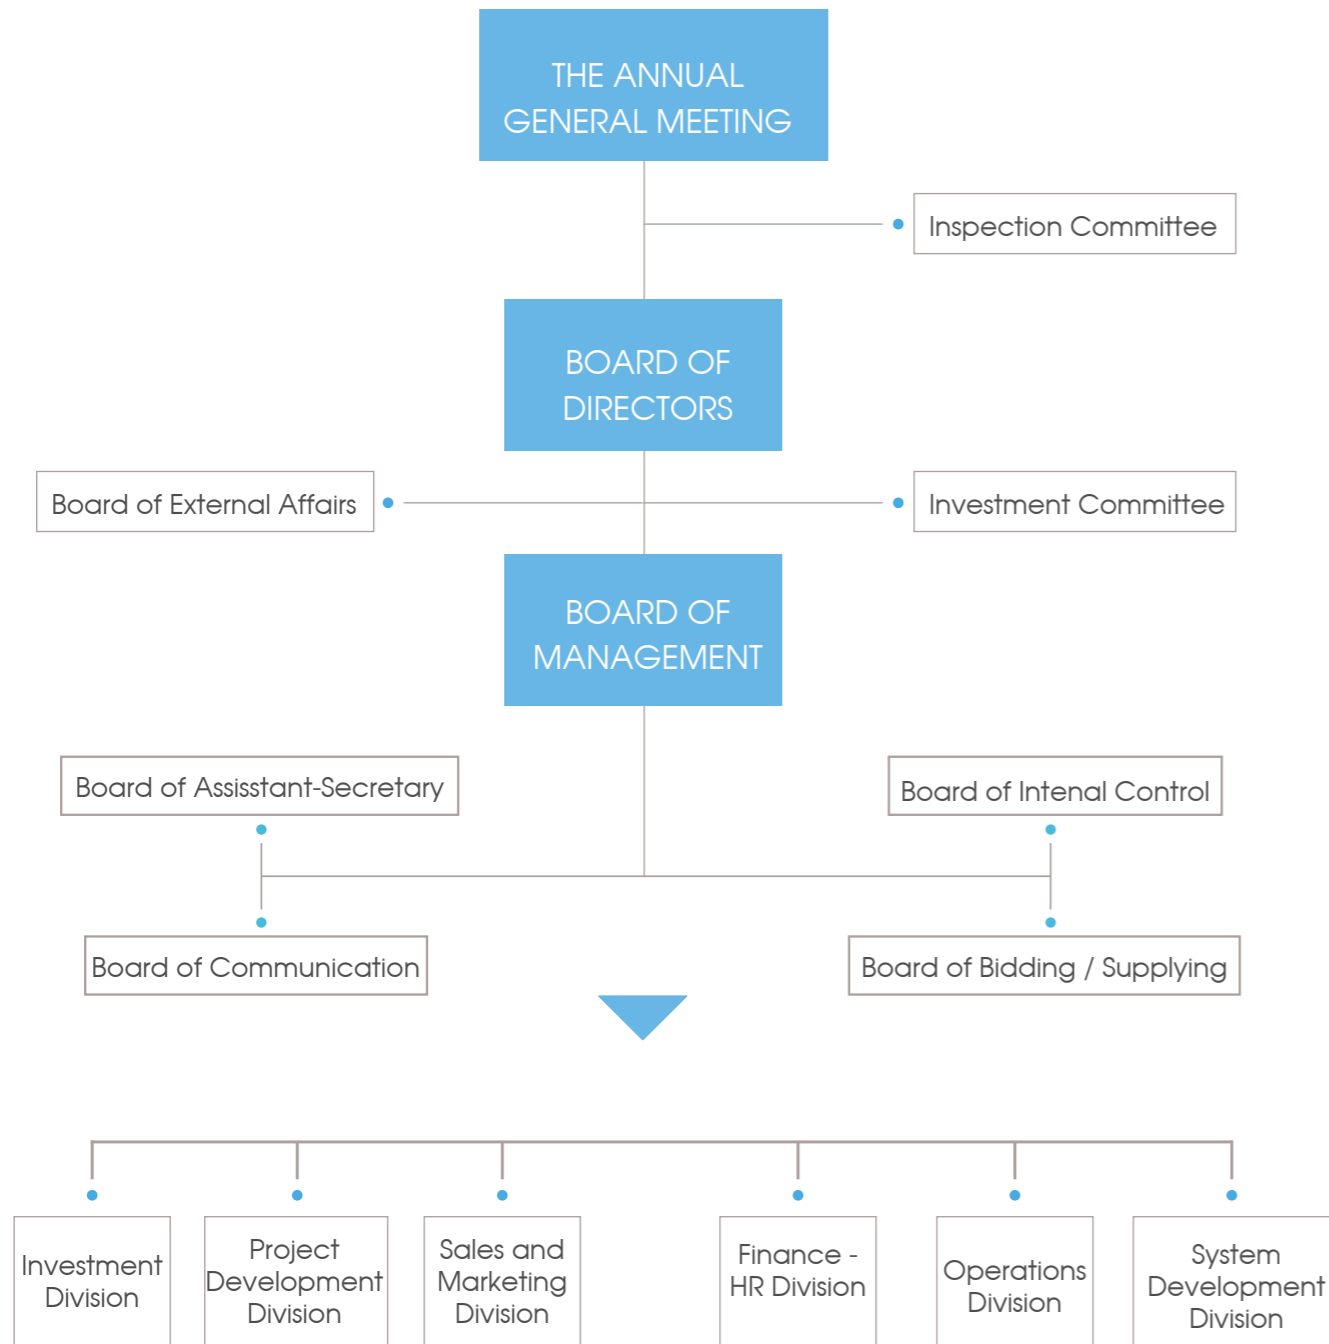 THE ANNUAL
GENERAL MEETING
Inspection Committee
BOARD OF
DIRECTORS
Board of External Affairs
Investment Committee
BOARD OF
MANAGEMENT
Board of Assisstant-Secretary
Board of Intenal Control
Board of Communication
Board of Bidding / Supplying
Investment
Division
Project
Development
Division
Sales and
Marketing
Division
Finance -
HR Division
Operations
Division
System
Development
Division